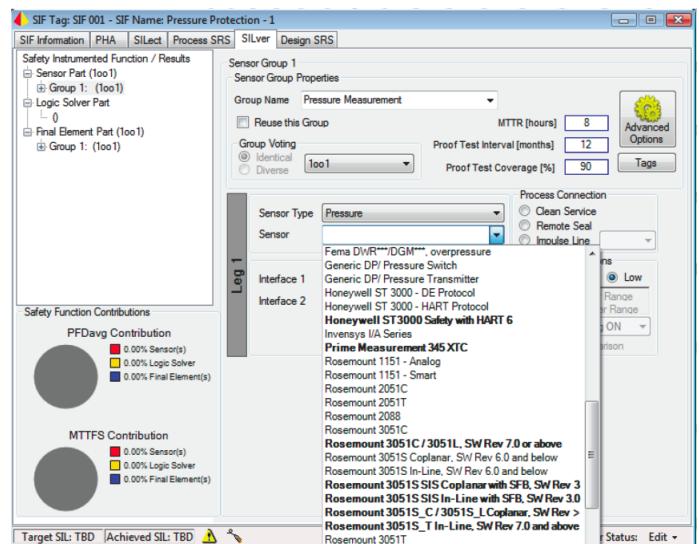 SIF Tag: SIF 001 - SIF Name: Pressure Protection - 1
SIF Information PHA SILect Process SRS SILver Design SRS
Safety Instrumented Function / Results
Sensor Part (1oo1)
Group 1: (1oo1)
Logic Solver Part
()
Final Element Part (1oo1)
Group 1: (1oo1)
Sensor Group 1
Sensor Group Properties
Group Name Pressure Measurement
Reuse this Group
MTTR [hours] 8
Group Voting
Identical
Diverse
1oo1
Proof Test Interval [months] 12
Proof Test Coverage [%] 90
Advanced
Options
Tags
Leg 1
Sensor Type Pressure
Sensor
Interface 1
Interface 2
Process Connection
Clean Service
Remote Seal
Impulse Line
ns
Low
Range
r Range
ON
rison
Fema DWR***/DGM***, overpressure
Generic DP/ Pressure Switch
Generic DP/ Pressure Transmitter
Honeywell ST 3000 - DE Protocol
Honeywell ST 3000 - HART Protocol
Honeywell ST3000 Safety with HART 6
Invensys I/A Series
Prime Measurement 345 XTC
Rosemount 1151 - Analog
Rosemount 1151 - Smart
Rosemount 2051C
Rosemount 2051T
Rosemount 2088
Rosemount 3051C
Rosemount 3051C / 3051L, SW Rev 7.0 or above
Rosemount 3051S Coplanar, SW Rev 6.0 and below
Rosemount 3051S In-Line, SW Rev 6.0 and below
Rosemount 3051S SIS Coplanar with SFB, SW Rev 3
Rosemount 3051S SIS In-Line with SFB, SW Rev 3.0
Rosemount 3051S_C / 3051S_L Coplanar, SW Rev >
Rosemount 3051S_T In-Line, SW Rev 7.0 and above
Rosemount 3051T
Safety Function Contributions
PFDavg Contribution
0.00% Sensor(s)
0.00% Logic Solver
0.00% Final Element(s)
MTTFS Contribution
0.00% Sensor(s)
0.00% Logic Solver
0.00% Final Element(s)
Target SIL: TBD Achieved SIL: TBD
r Status: Edit